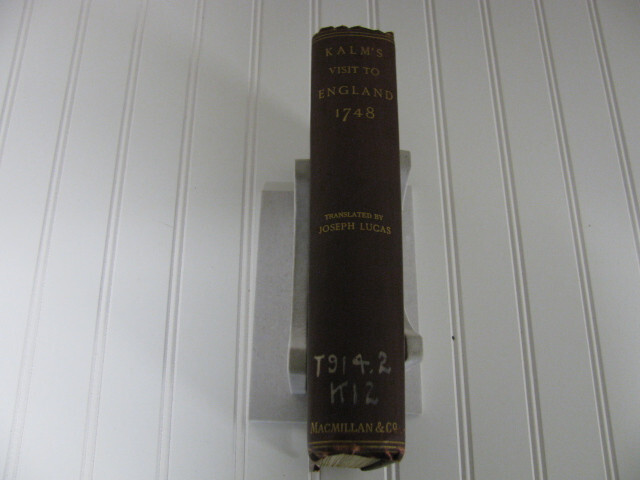 KALM'S
VISIT TO
ENGLAND
1748
TRANSLATED BY
JOSEPH LUCAS
T914.2
K12
MACMILLAN & Co